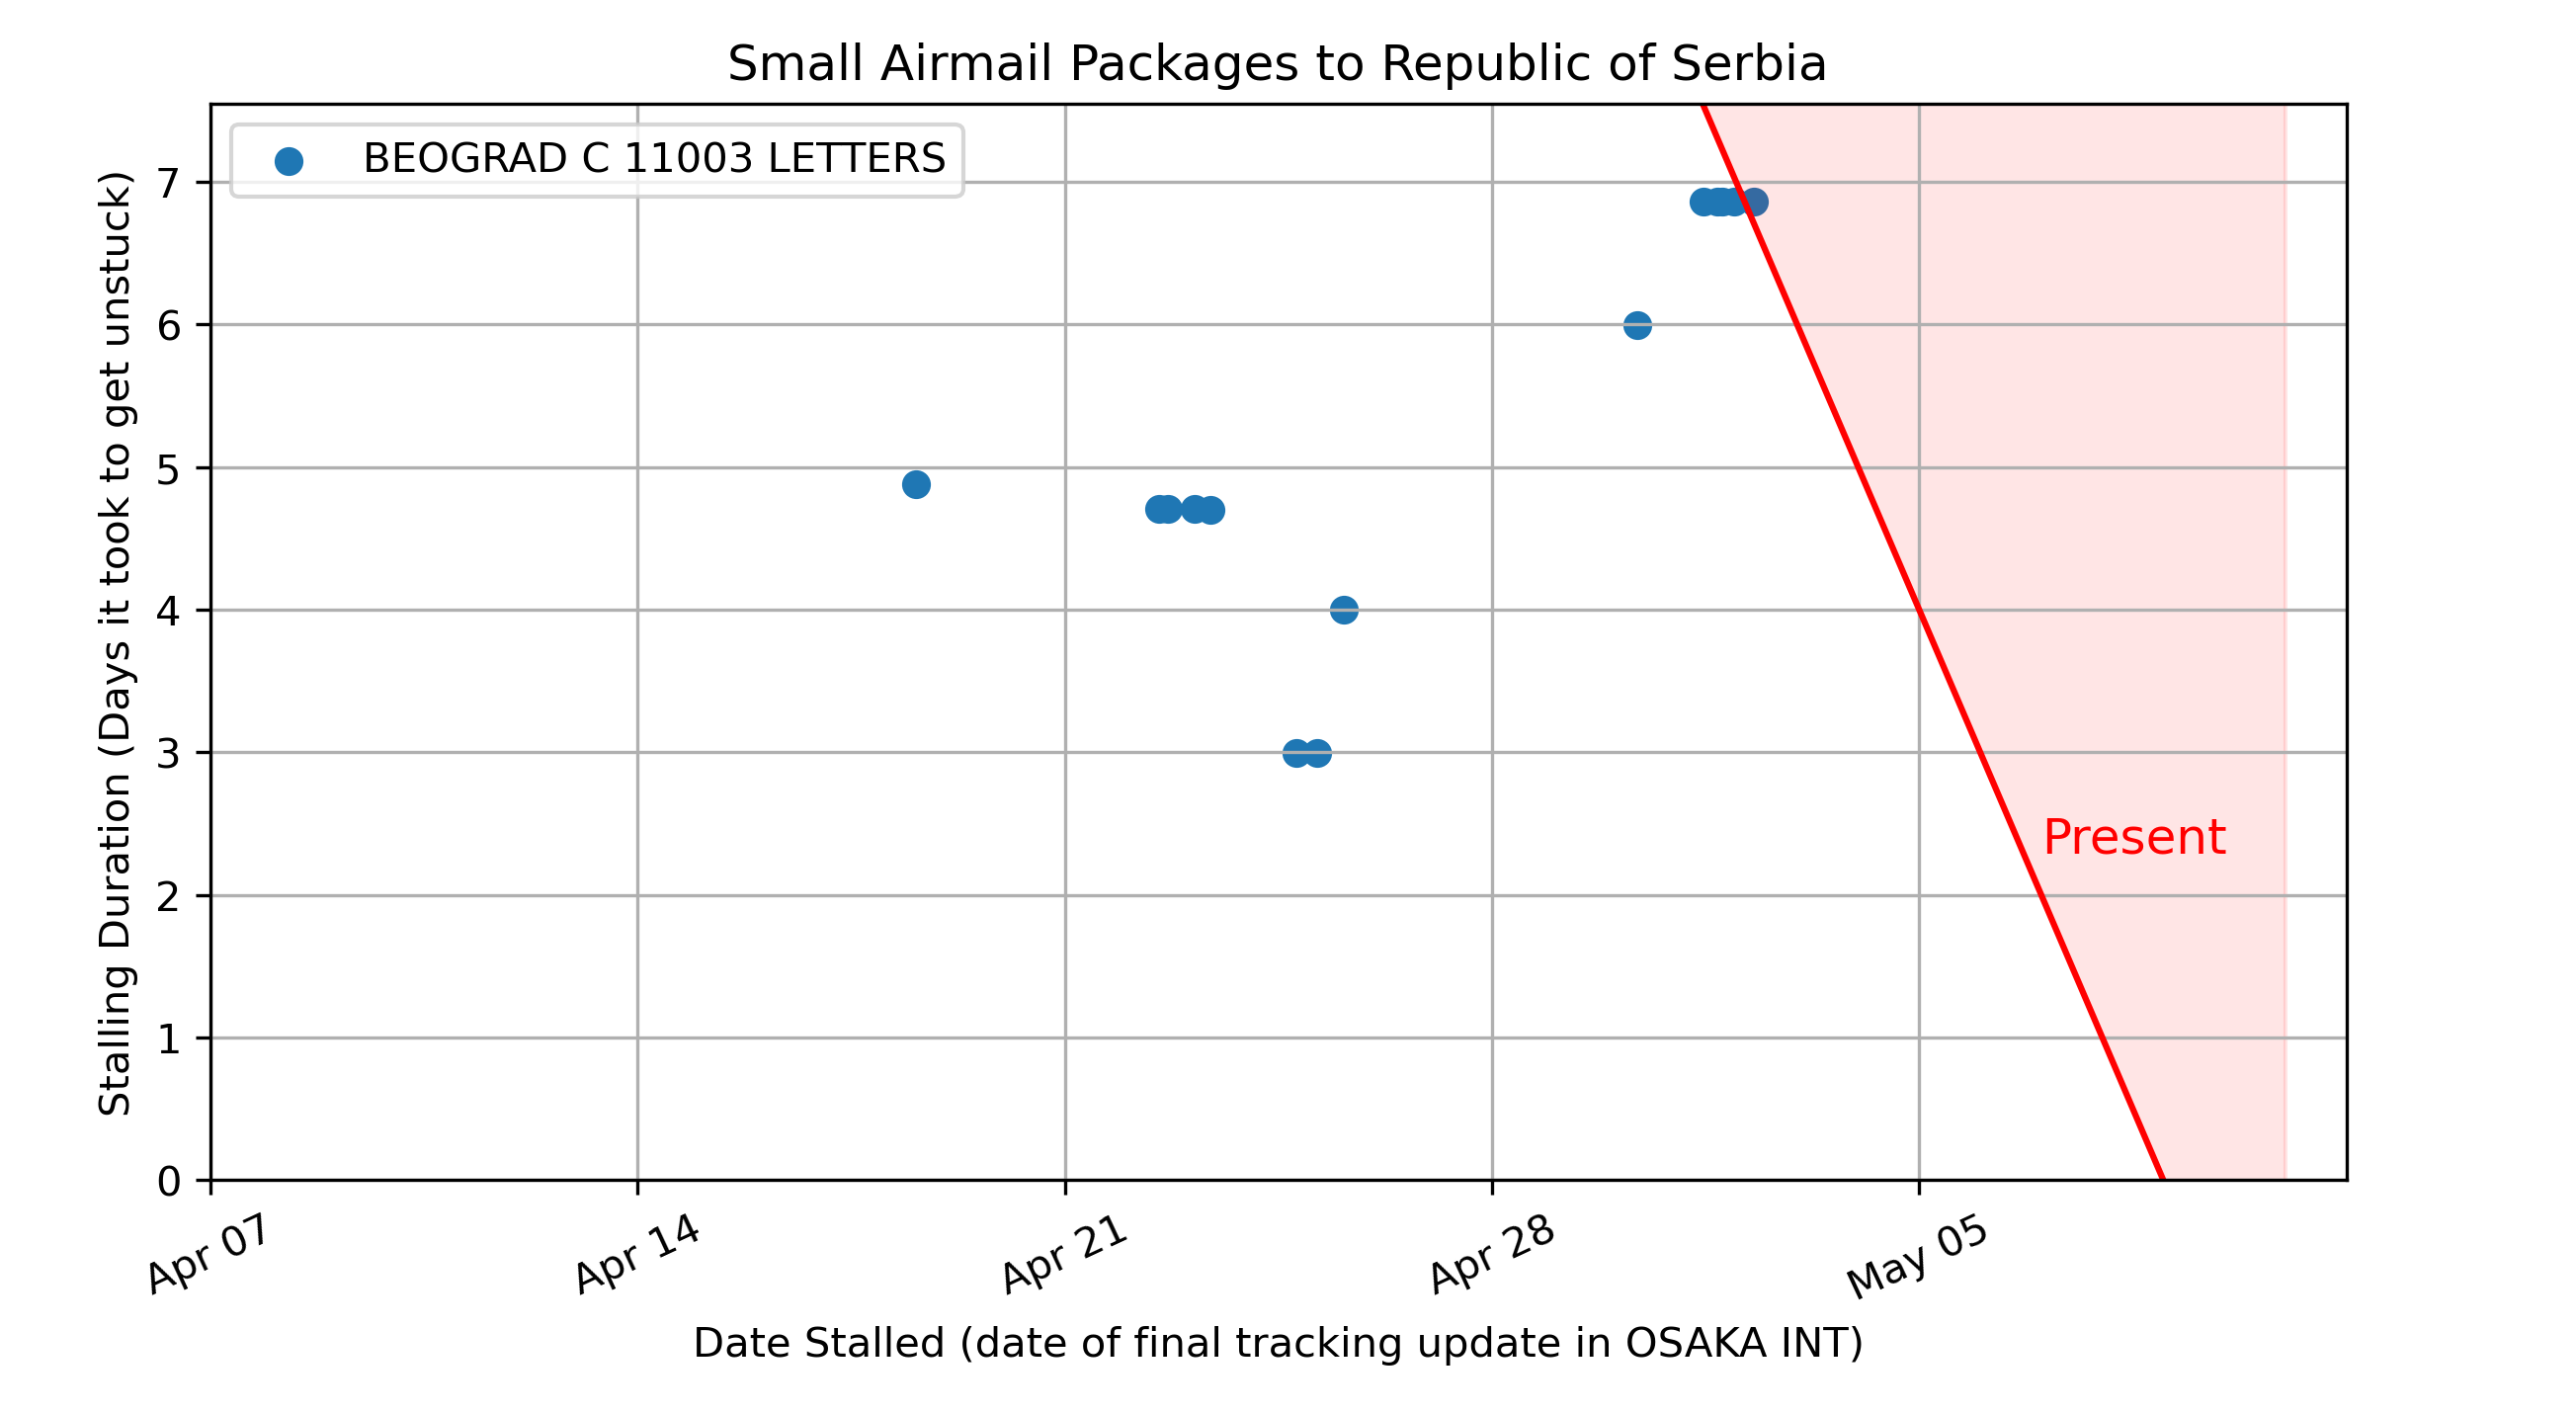 Small Airmail Packages to Republic of Serbia
BEOGRAD C 11003 LETTERS
Stalling Duration (Days it took to get unstuck)
7
6
5
4
3
2
1
0
Present
Apr 07
Apr 14
Apr 21
Apr 28
May 05
Date Stalled (date of final tracking update in OSAKA INT)